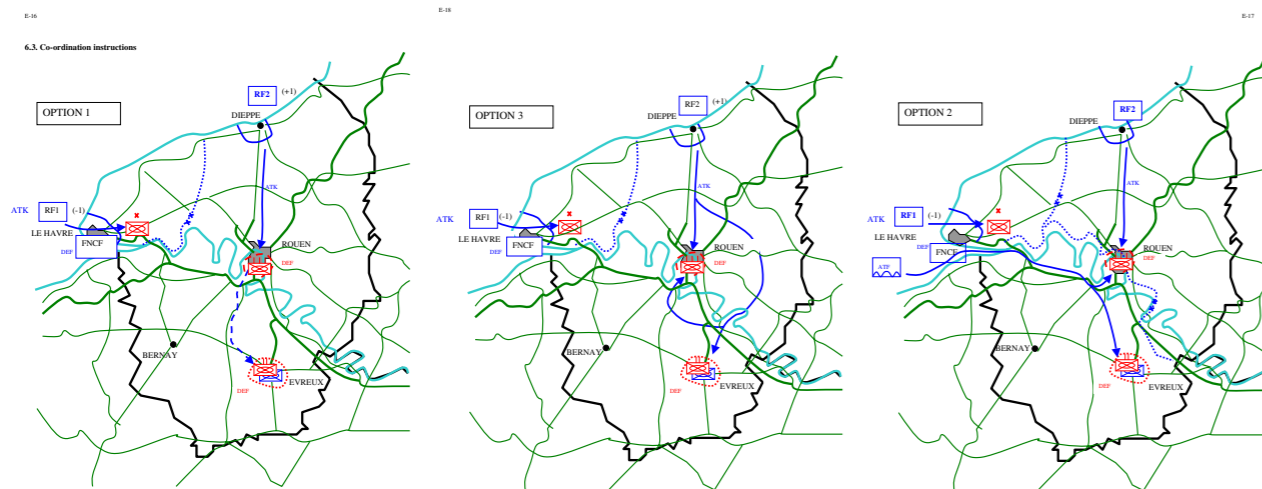 E-16
6.3. Co-ordination instructions
OPTION 1
RF2 (+1)
DIEPPE
ATK
ATK RF1 (-1)
LE HAVRE
FNCF
DEF
ROUEN
DEF
BERNAY
EVREUX
DEF
E-18
OPTION 3
RF2 (+1)
DIEPPE
ATK
ATK RF1 (-1)
LE HAVRE
FNCF
DEF
ROUEN
DEF
BERNAY
EVREUX
DEF
E-17
OPTION 2
RF2
DIEPPE
ATK
ATK RF1 (-1)
LE HAVRE
FNCF
DEF
ATF
ROUEN
DEF
BERNAY
EVREUX
DEF